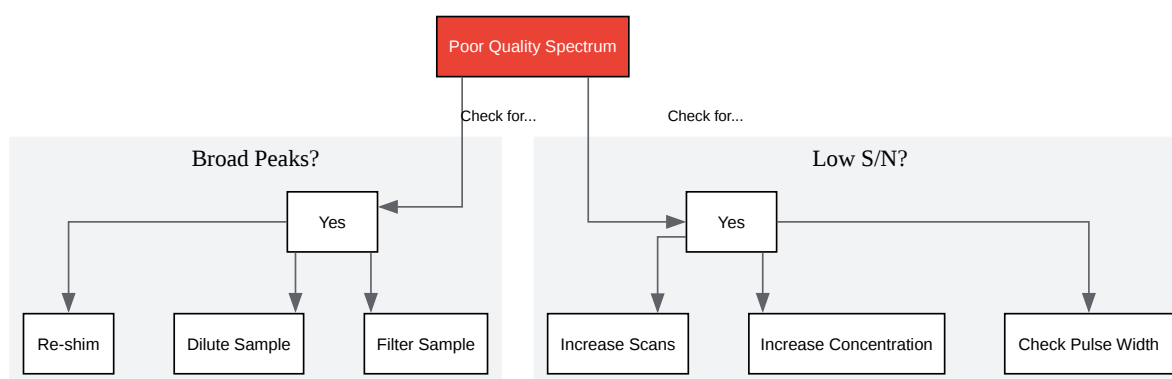 Poor Quality Spectrum
Check for...
Check for...
Broad Peaks?
Low S/N?
Yes
Yes
Re-shim
Dilute Sample
Filter Sample
Increase Scans
Increase Concentration
Check Pulse Width